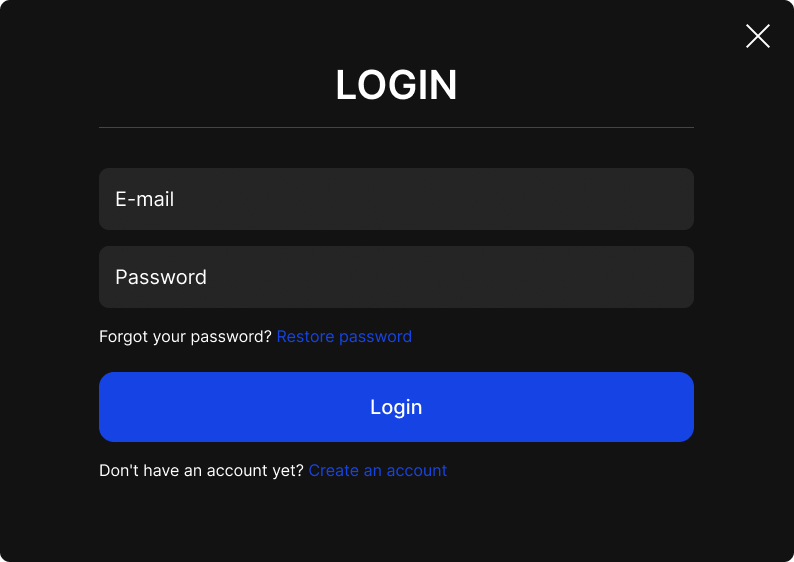 LOGIN
E-mail
Password
Forgot your password? Restore password
Login
Don't have an account yet? Create an account